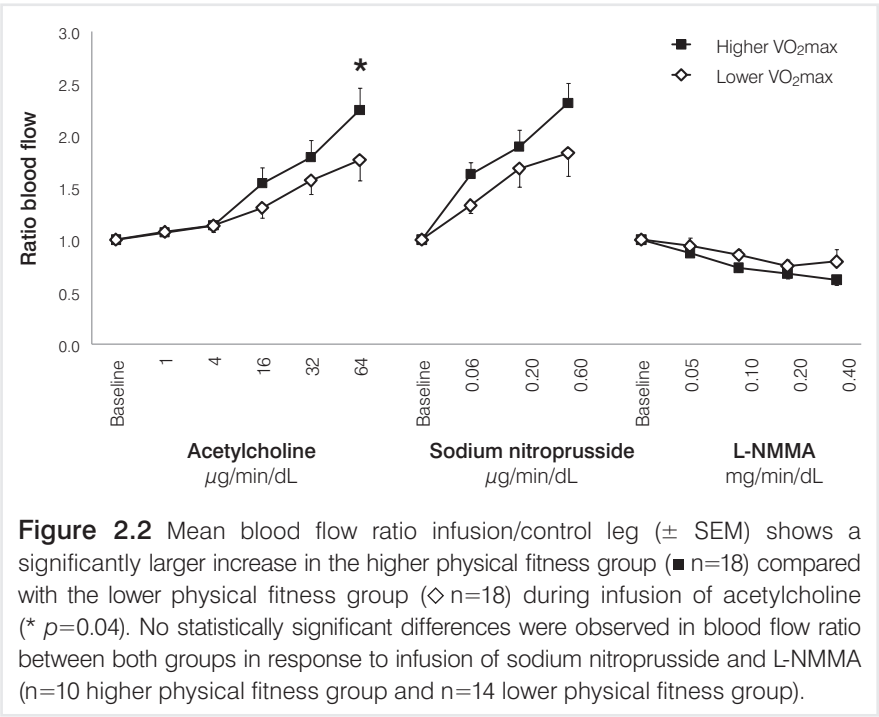 3.0
2.5
2.0
1.5
1.0
0.5
0.0
Ratio blood flow
*
Higher VO₂max
Lower VO₂max
Baseline
1
4
16
32
64
Baseline
0.06
0.20
0.60
Baseline
0.05
0.10
0.20
0.40
Acetylcholine
µg/min/dL
Sodium nitroprusside
µg/min/dL
L-NMMA
mg/min/dL
Figure 2.2 Mean blood flow ratio infusion/control leg (± SEM) shows a
significantly larger increase in the higher physical fitness group (■ n=18) compared
with the lower physical fitness group (◇ n=18) during infusion of acetylcholine
(* p=0.04). No statistically significant differences were observed in blood flow ratio
between both groups in response to infusion of sodium nitroprusside and L-NMMA
(n=10 higher physical fitness group and n=14 lower physical fitness group).